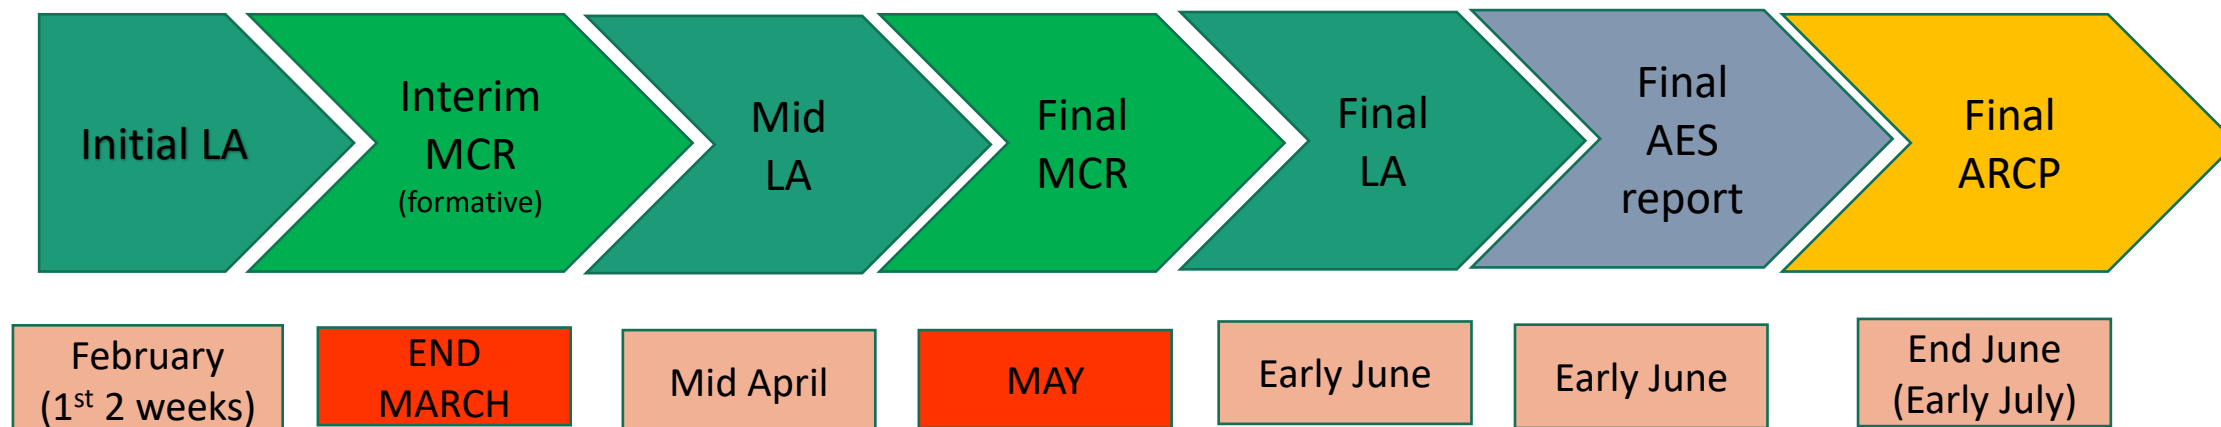 Initial LA
Interim
MCR
(formative)
Mid
LA
Final
MCR
Final
LA
Final
AES
report
Final
ARCP
February
(1st 2 weeks)
END
MARCH
Mid April
MAY
Early June
Early June
End June
(Early July)